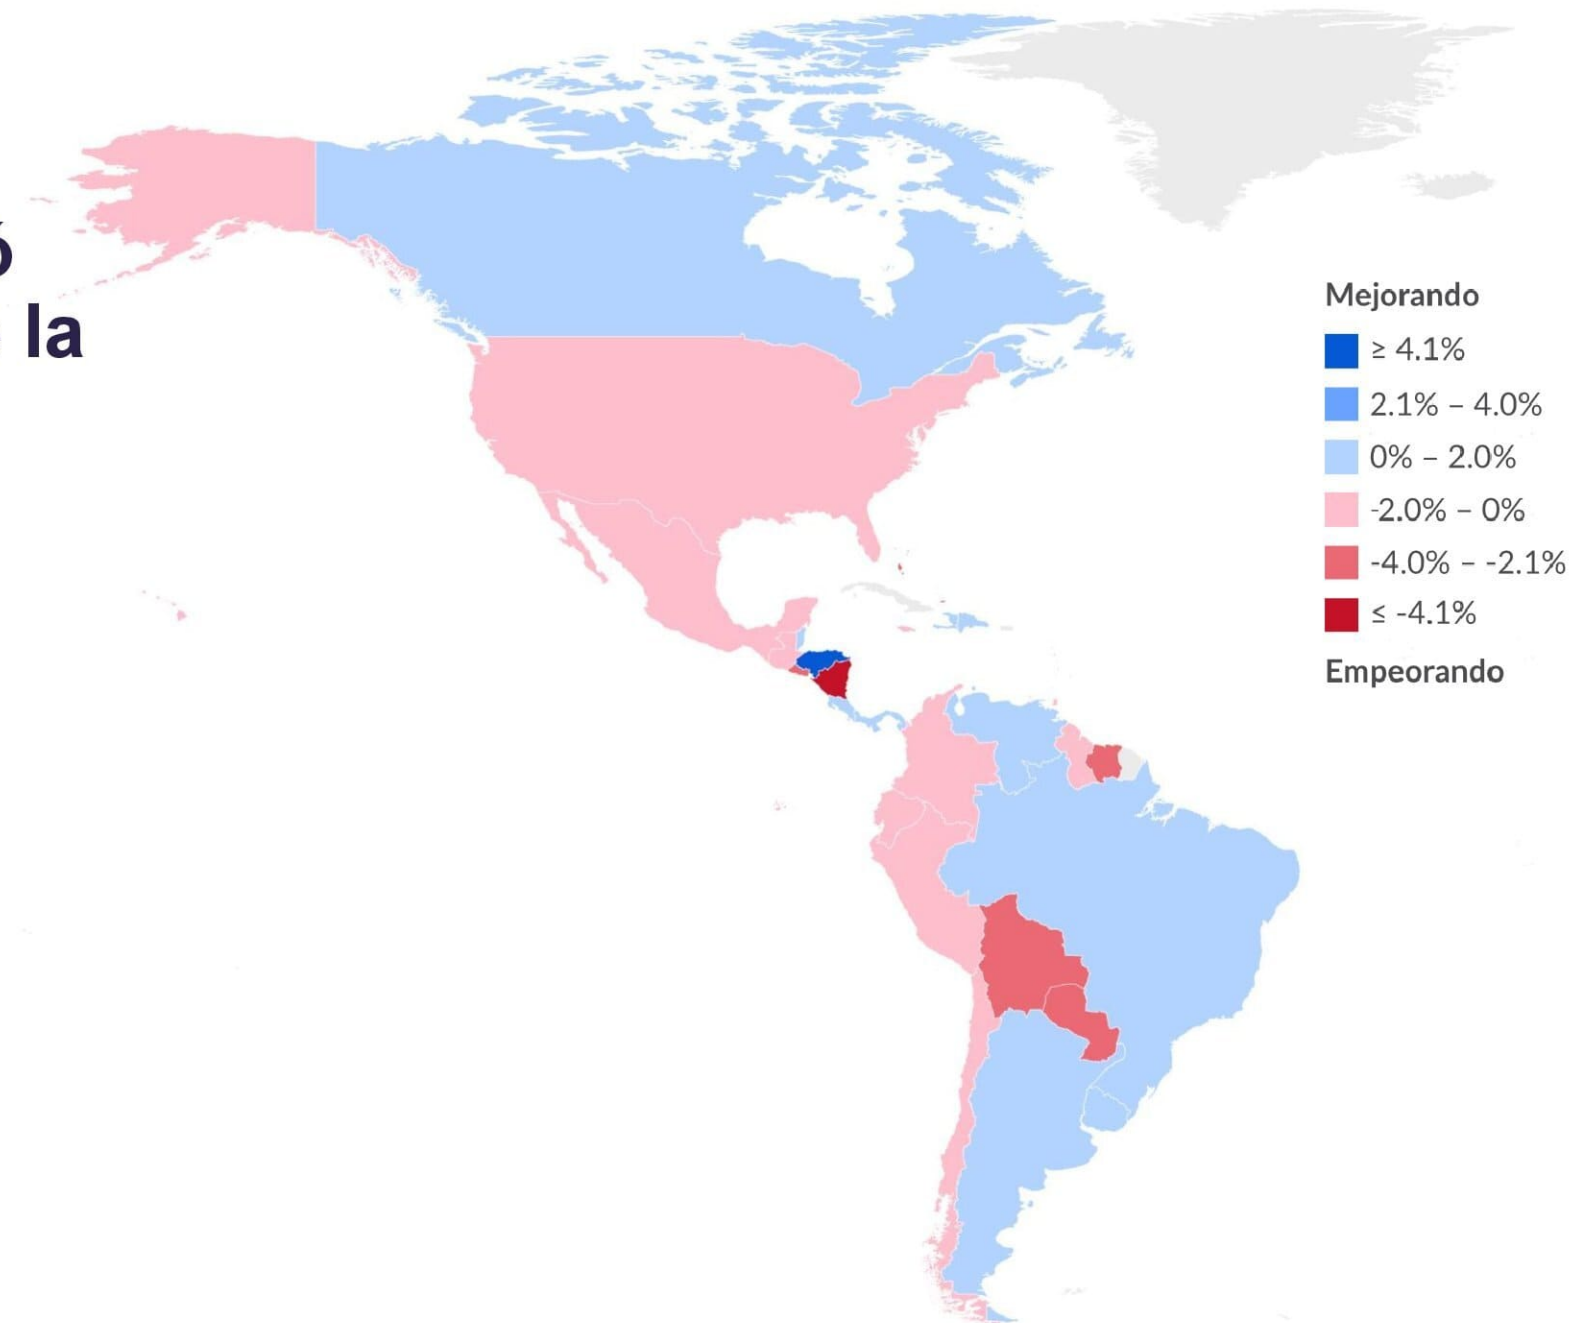 ó
la
Mejorando
≥ 4.1%
2.1% – 4.0%
0% – 2.0%
-2.0% – 0%
-4.0% – -2.1%
≤ -4.1%
Empeorando